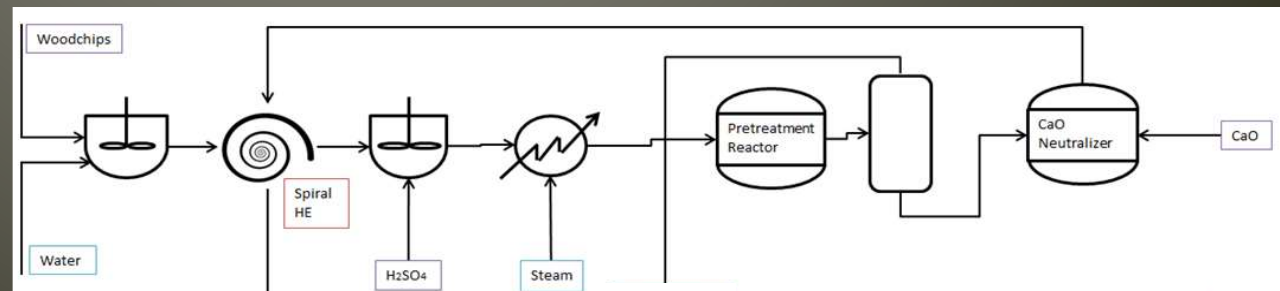 Woodchips
Pretreatment
Reactor
CaO
Neutralizer
CaO
Spiral
HE
Water
H₂SO₄
Steam